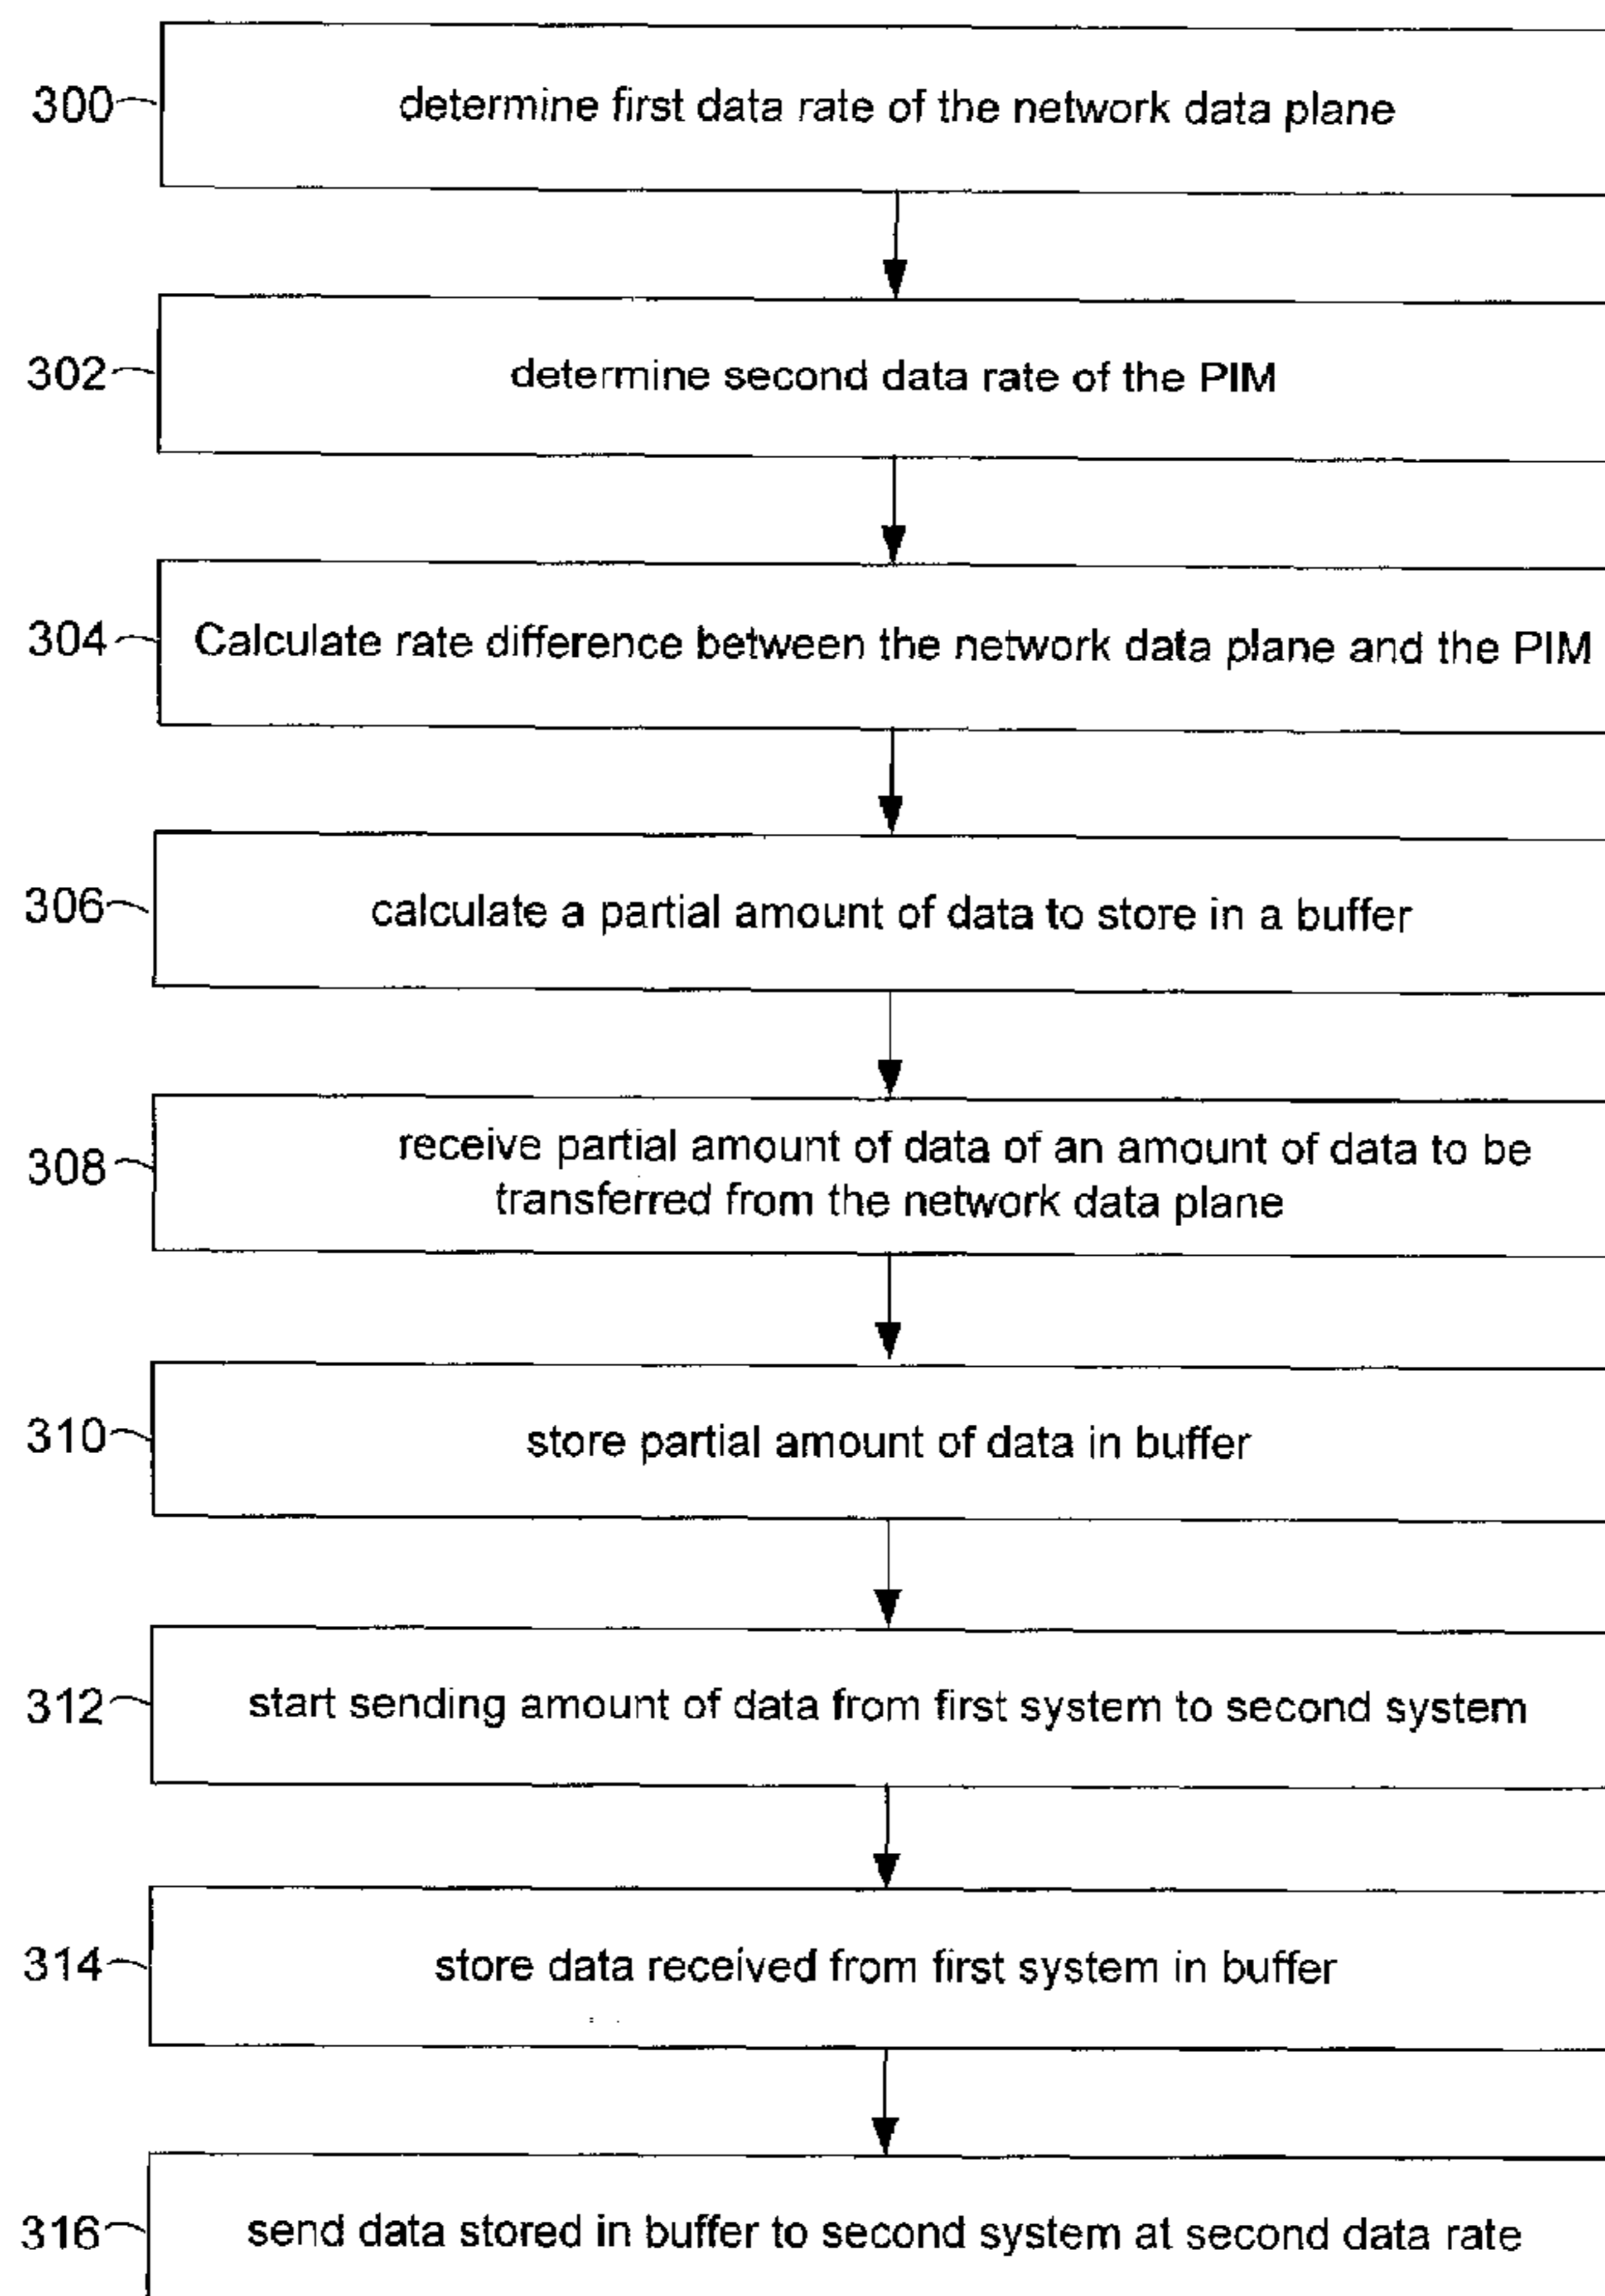 300
determine first data rate of the network data plane
302
determine second data rate of the PIM
304
Calculate rate difference between the network data plane and the PIM
306
calculate a partial amount of data to store in a buffer
308
receive partial amount of data of an amount of data to be
transferred from the network data plane
310
store partial amount of data in buffer
312
start sending amount of data from first system to second system
314
store data received from first system in buffer
316
send data stored in buffer to second system at second data rate